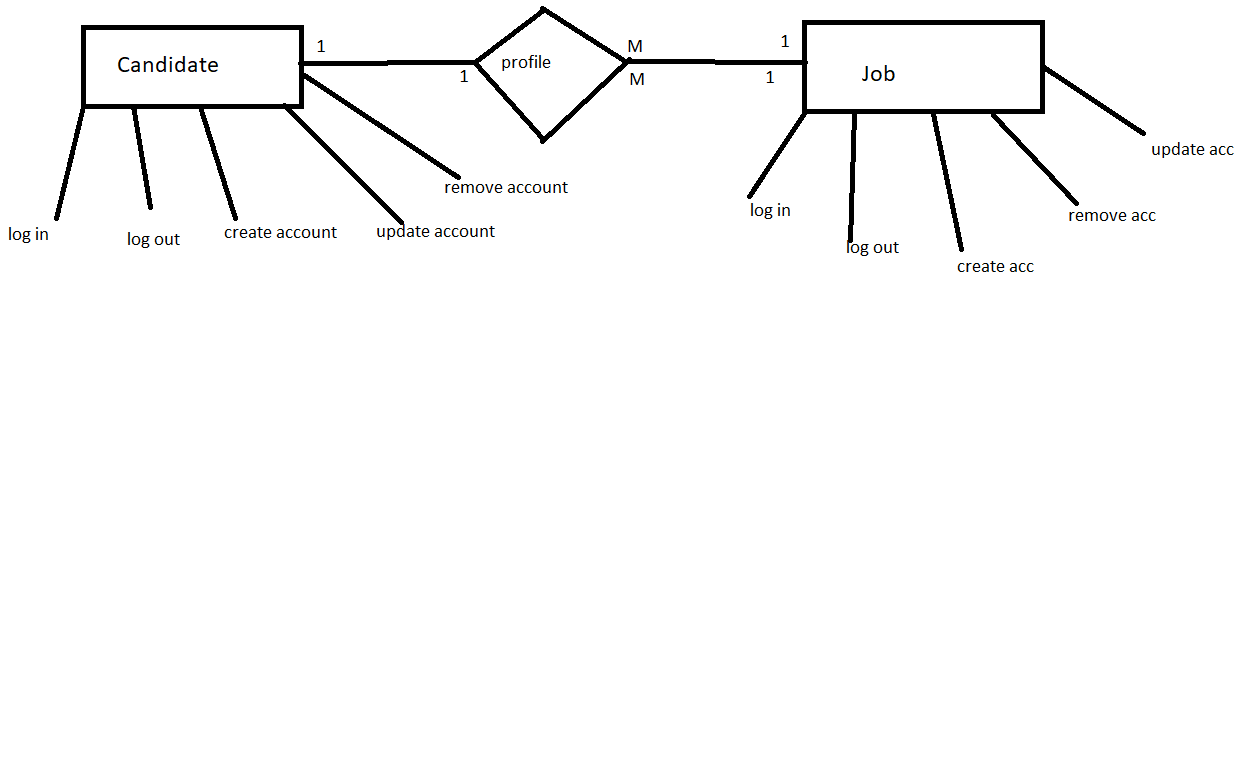 Candidate
1
1
profile
M
M
1
1
Job
log in
log out
create account
update account
remove account
log in
log out
create acc
remove acc
update acc